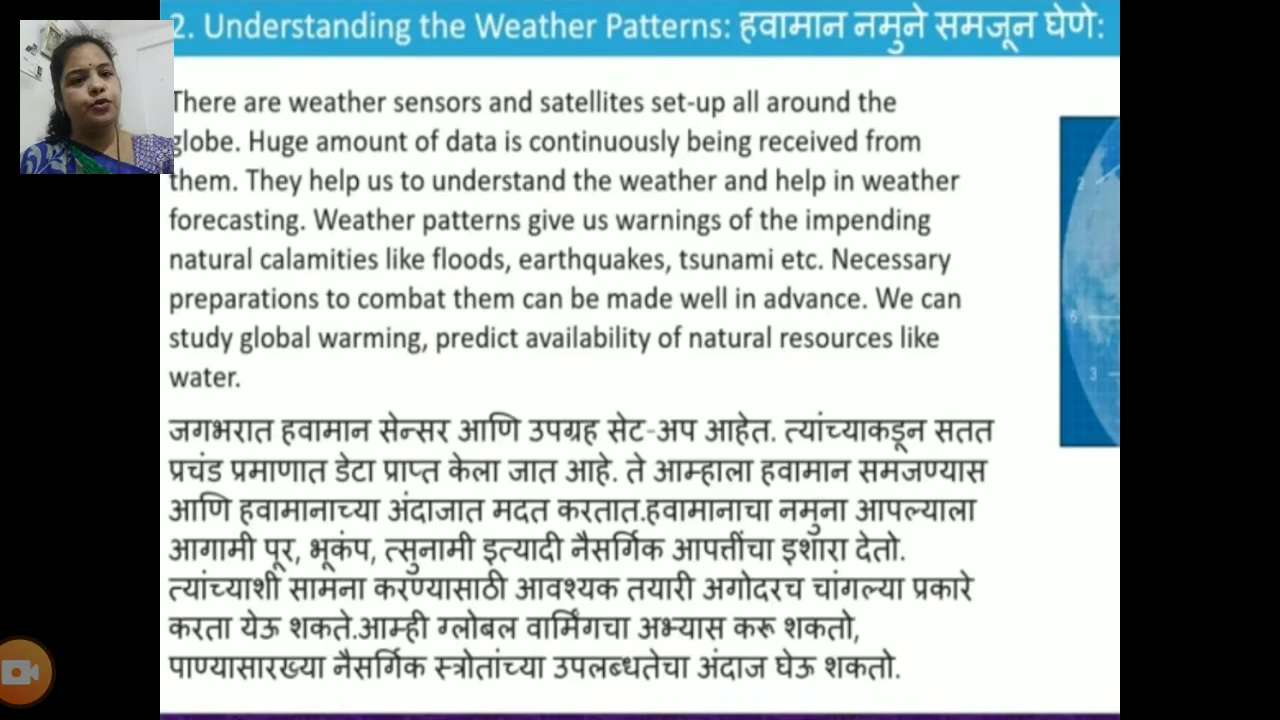 2. Understanding the Weather Patterns: हवामान नमुने समजून घेणे:
There are weather sensors and satellites set-up all around the
globe. Huge amount of data is continuously being received from
them. They help us to understand the weather and help in weather
forecasting. Weather patterns give us warnings of the impending
natural calamities like floods, earthquakes, tsunami etc. Necessary
preparations to combat them can be made well in advance. We can
study global warming, predict availability of natural resources like
water.
जगभरात हवामान सेन्सर आणि उपग्रह सेट-अप आहेत. त्यांच्याकडून सतत
प्रचंड प्रमाणात डेटा प्राप्त केला जात आहे. ते आम्हाला हवामान समजण्यास
आणि हवामानाच्या अंदाजात मदत करतात.हवामानाचा नमुना आपल्याला
आगामी पूर, भूकंप, त्सुनामी इत्यादी नैसर्गिक आपत्तींचा इशारा देतो.
त्यांच्याशी सामना करण्यासाठी आवश्यक तयारी अगोदरच चांगल्या प्रकारे
करता येऊ शकते.आम्ही ग्लोबल वार्मिंगचा अभ्यास करू शकतो,
पाण्यासारख्या नैसर्गिक स्त्रोतांच्या उपलब्धतेचा अंदाज घेऊ शकतो.
2
6
3